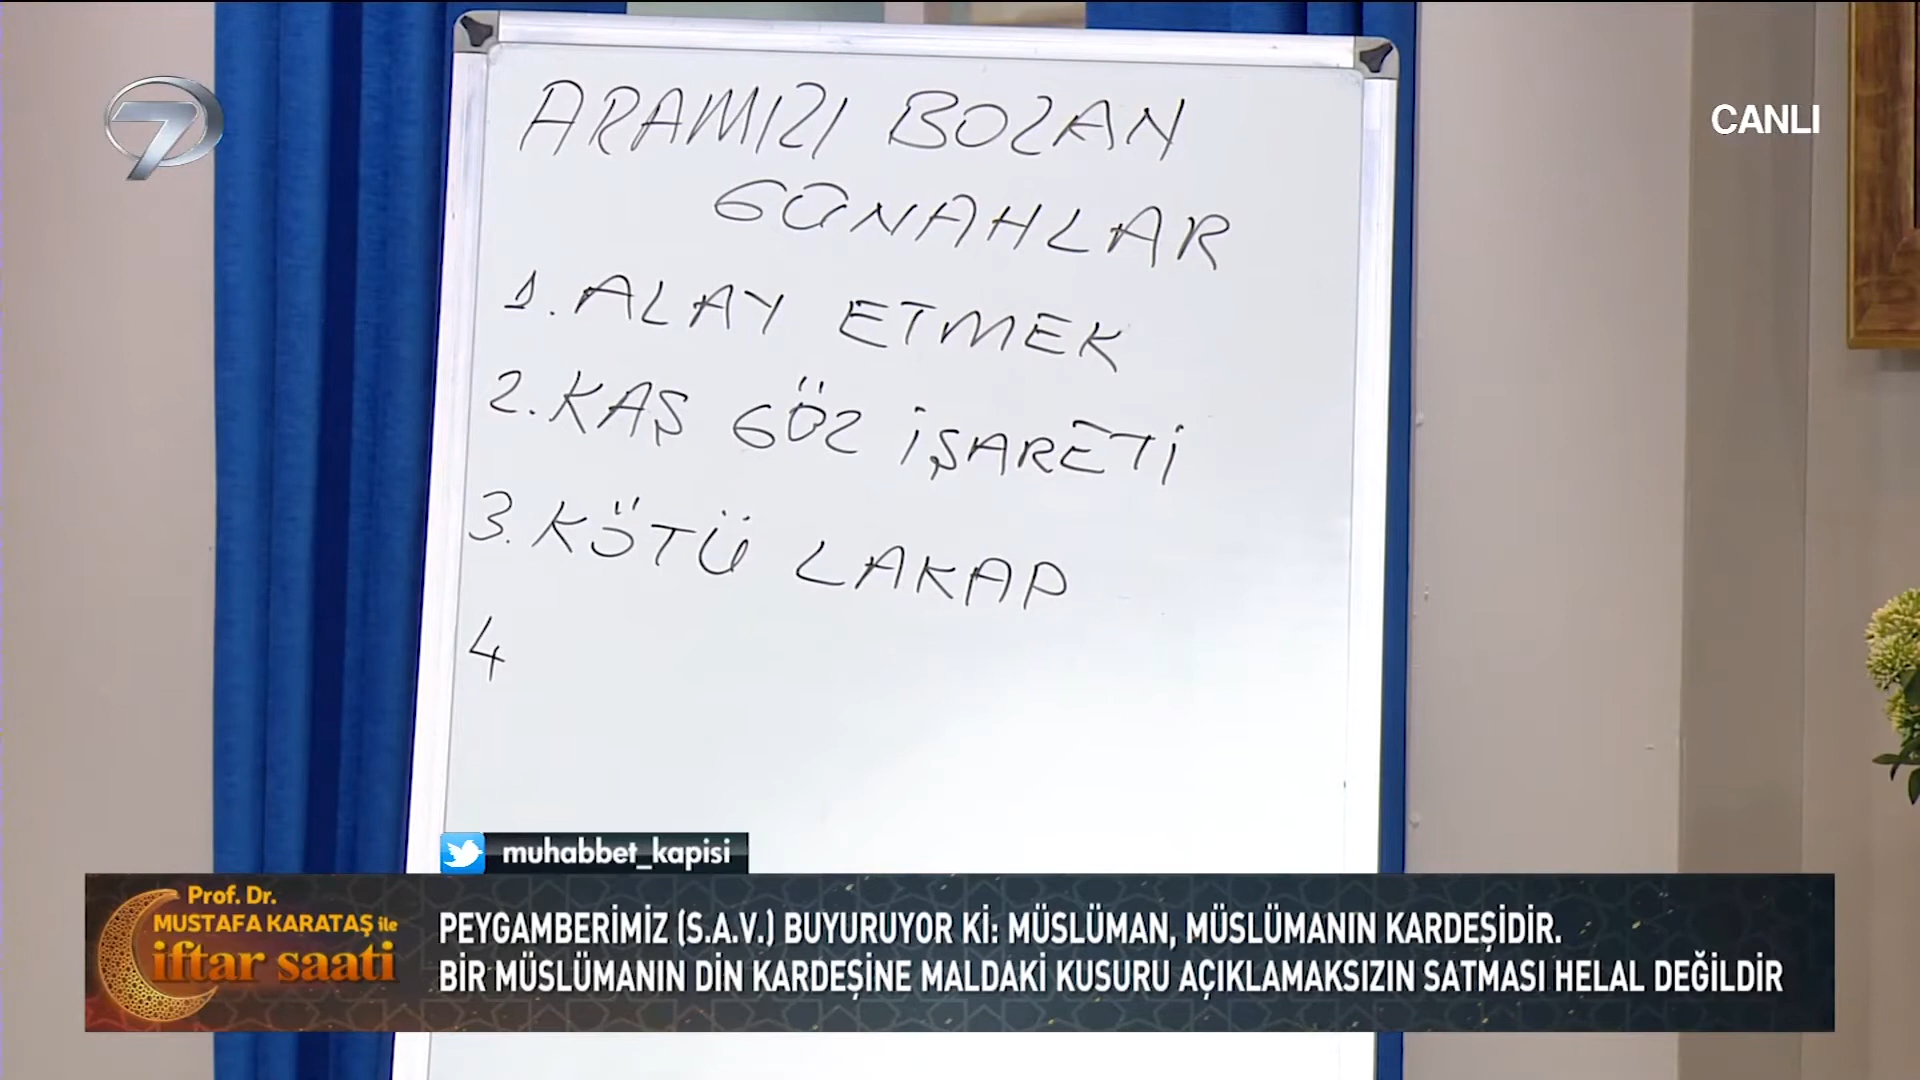 7
CANLI
ARAMIZI BOZAN
GÜNAHLAR
1. ALAY ETMEK
2. KAŞ GÖZ İŞARETİ
3. KÖTÜ LAKAP
4
muhabbet_kapisi
Prof. Dr.
MUSTAFA KARATAŞ ile
iftar saati
PEYGAMBERİMİZ (S.A.V.) BUYURUYOR Kİ: MÜSLÜMAN, MÜSLÜMANIN KARDEŞİDİR.
BİR MÜSLÜMANIN DİN KARDEŞİNE MALDAKİ KUSURU AÇIKLAMAKSIZIN SATMASI HELAL DEĞİLDİR